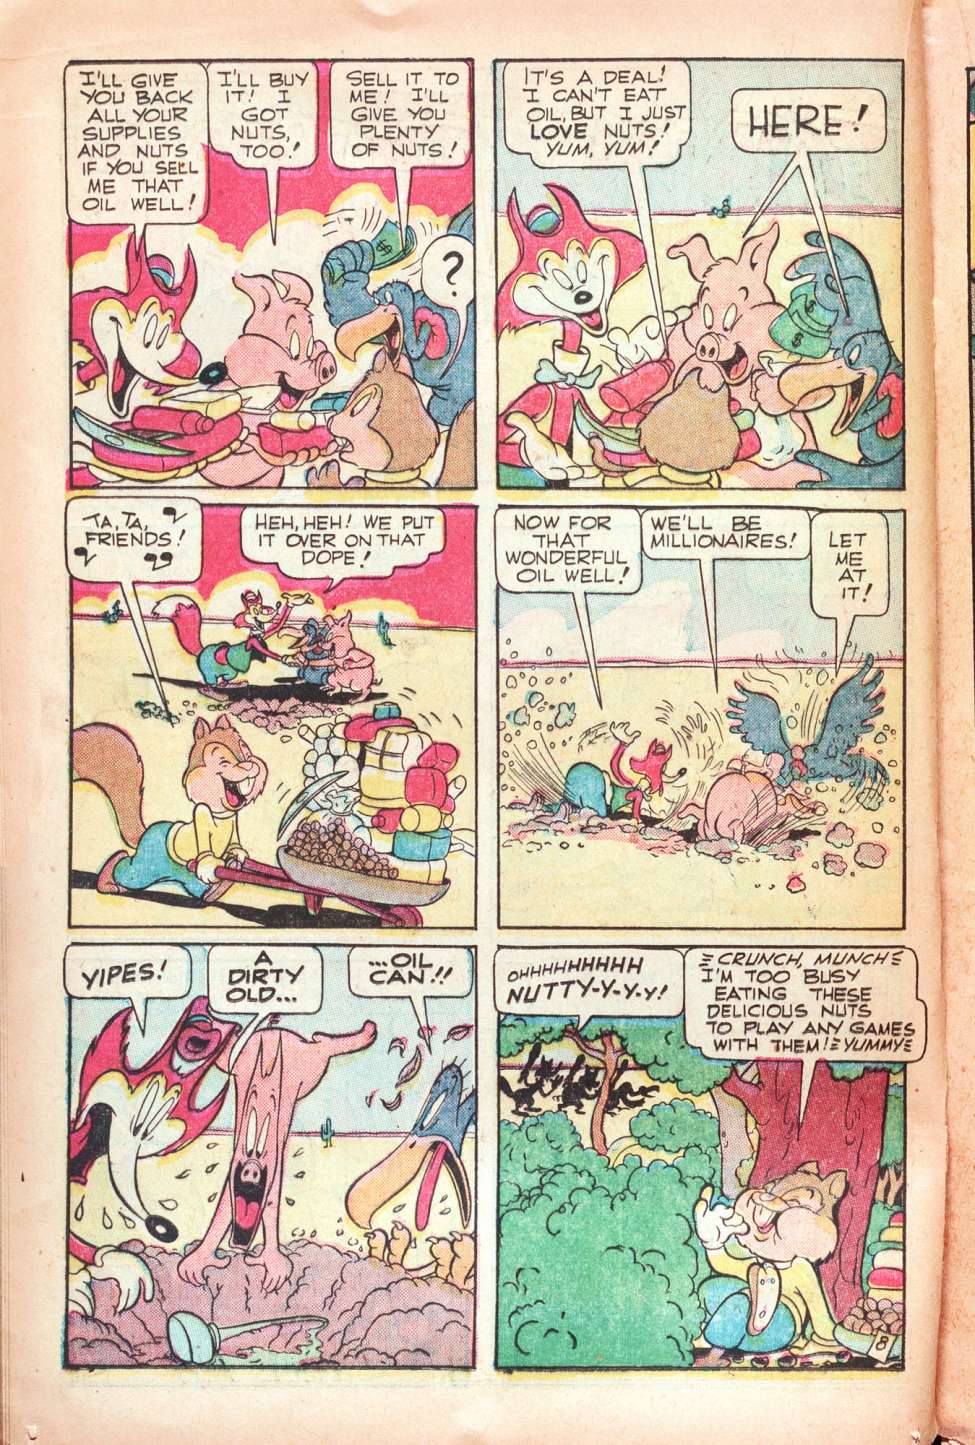 I'LL GIVE
YOU BACK
ALL YOUR
SUPPLIES
AND NUTS
IF YOU SELL
ME THAT
OIL WELL!
I'LL BUY
IT! I
GOT
NUTS,
TOO!
SELL IT TO
ME! I'LL
GIVE YOU
PLENTY
OF NUTS!
?
$
IT'S A DEAL!
I CAN'T EAT
OIL, BUT I JUST
LOVE NUTS!
YUM, YUM!
HERE!
$
TA, TA,
FRIENDS!
HEH, HEH! WE PUT
IT OVER ON THAT
DOPE!
NOW FOR
THAT
WONDERFUL
OIL WELL!
WE'LL BE
MILLIONAIRES!
LET
ME
AT
IT!
YIPES!
A
DIRTY
OLD...
...OIL
CAN!!
OHHHHHHHHH
NUTTY-Y-Y-Y!
CRUNCH, MUNCH
I'M TOO BUSY
EATING THESE
DELICIOUS NUTS
TO PLAY ANY GAMES
WITH THEM! YUMMY
8